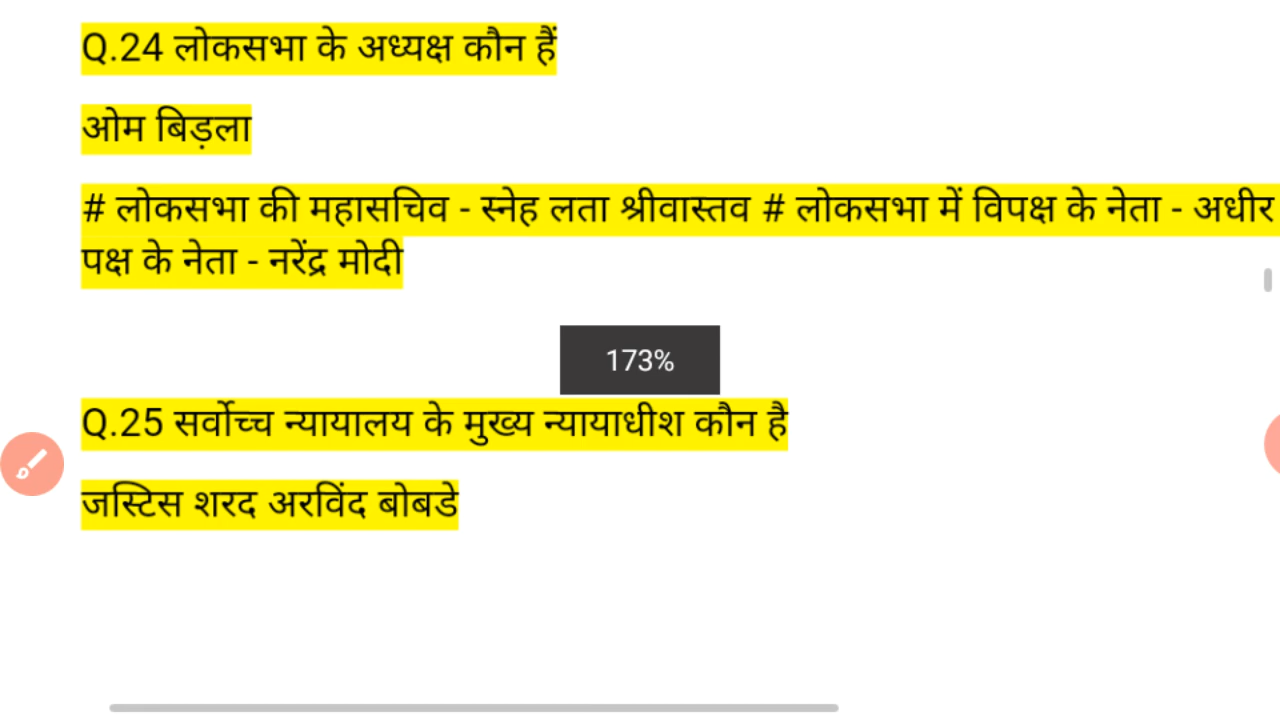 Q.24 लोकसभा के अध्यक्ष कौन हैं
ओम बिड़ला
# लोकसभा की महासचिव - स्नेह लता श्रीवास्तव # लोकसभा में विपक्ष के नेता - अधीर
पक्ष के नेता - नरेंद्र मोदी
173%
Q.25 सर्वोच्च न्यायालय के मुख्य न्यायाधीश कौन है
जस्टिस शरद अरविंद बोबडे